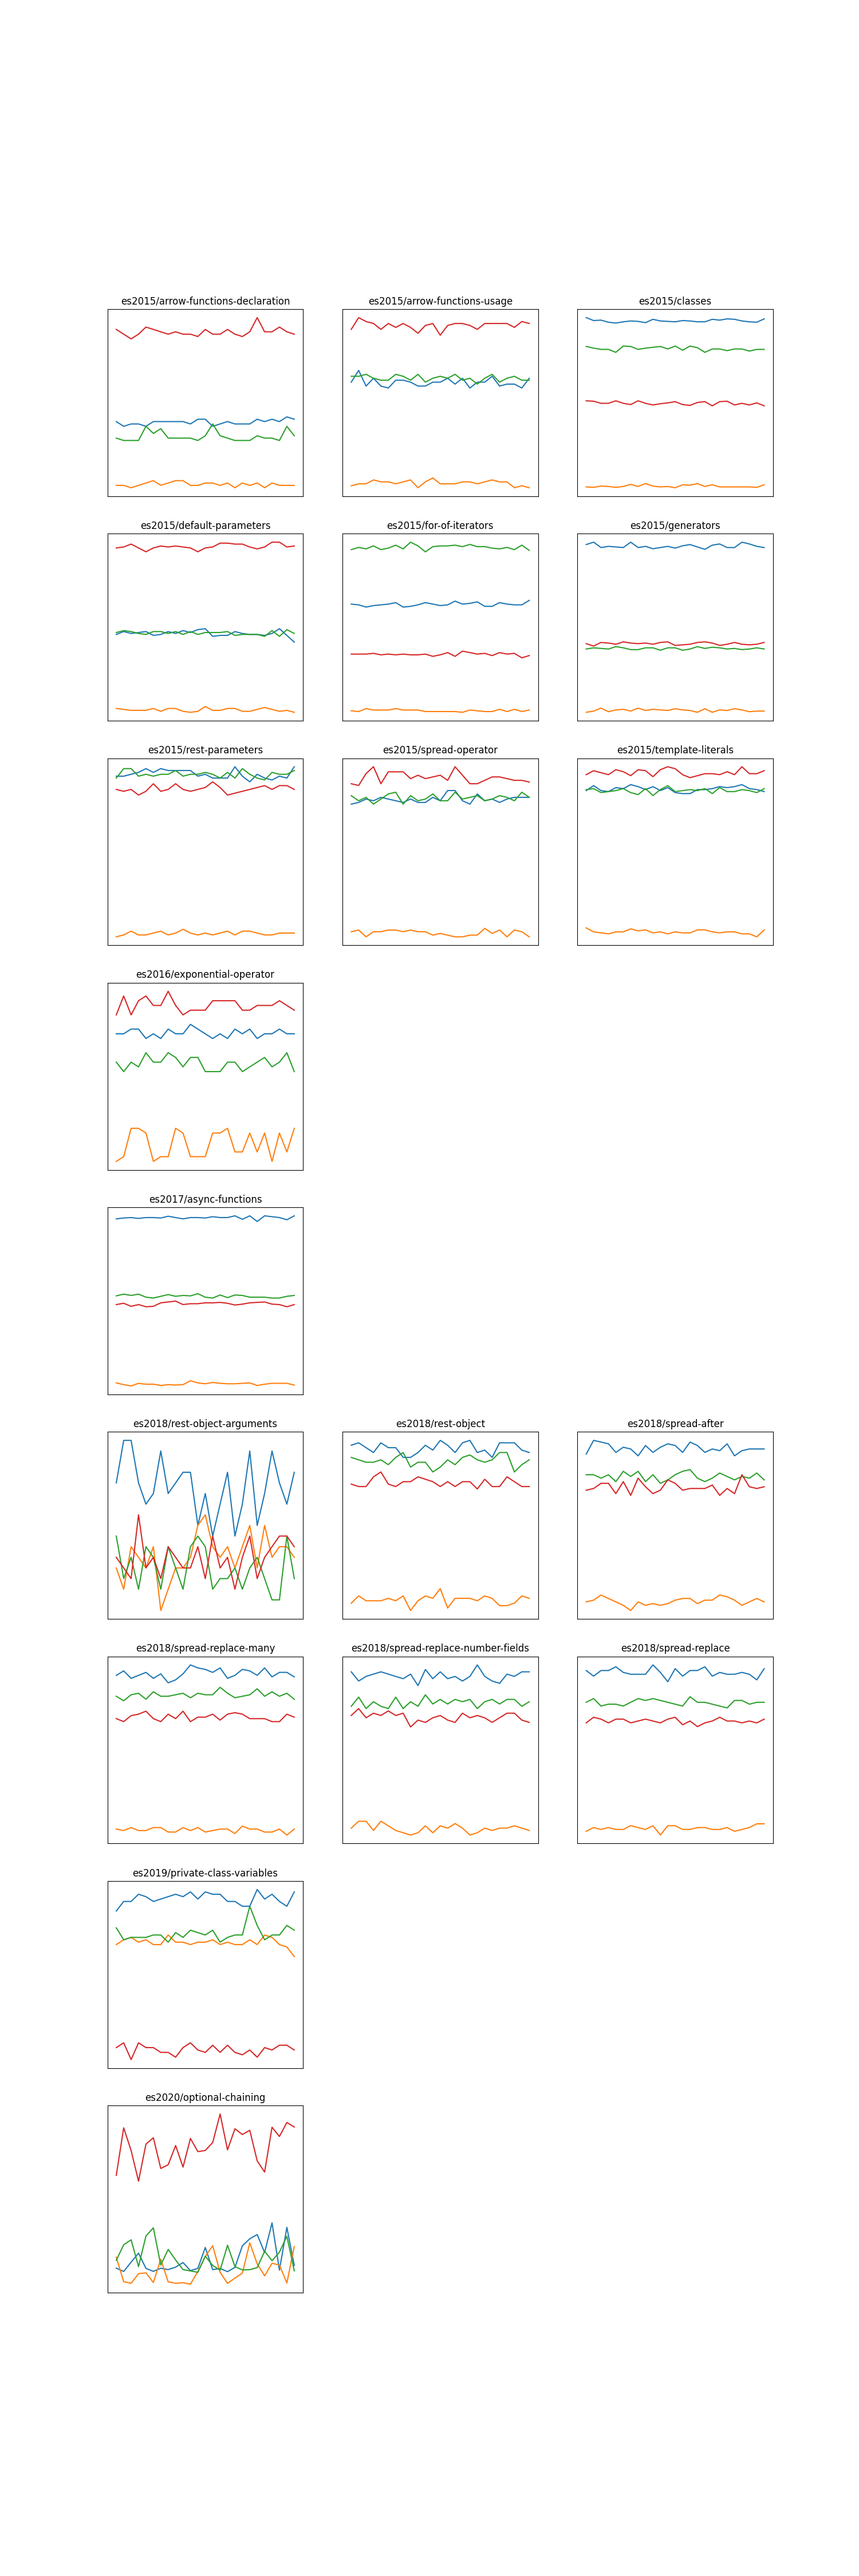 es2015/arrow-functions-declaration
es2015/arrow-functions-usage
es2015/classes
es2015/default-parameters
es2015/for-of-iterators
es2015/generators
es2015/rest-parameters
es2015/spread-operator
es2015/template-literals
es2016/exponential-operator
es2017/async-functions
es2018/rest-object-arguments
es2018/rest-object
es2018/spread-after
es2018/spread-replace-many
es2018/spread-replace-number-fields
es2018/spread-replace
es2019/private-class-variables
es2020/optional-chaining